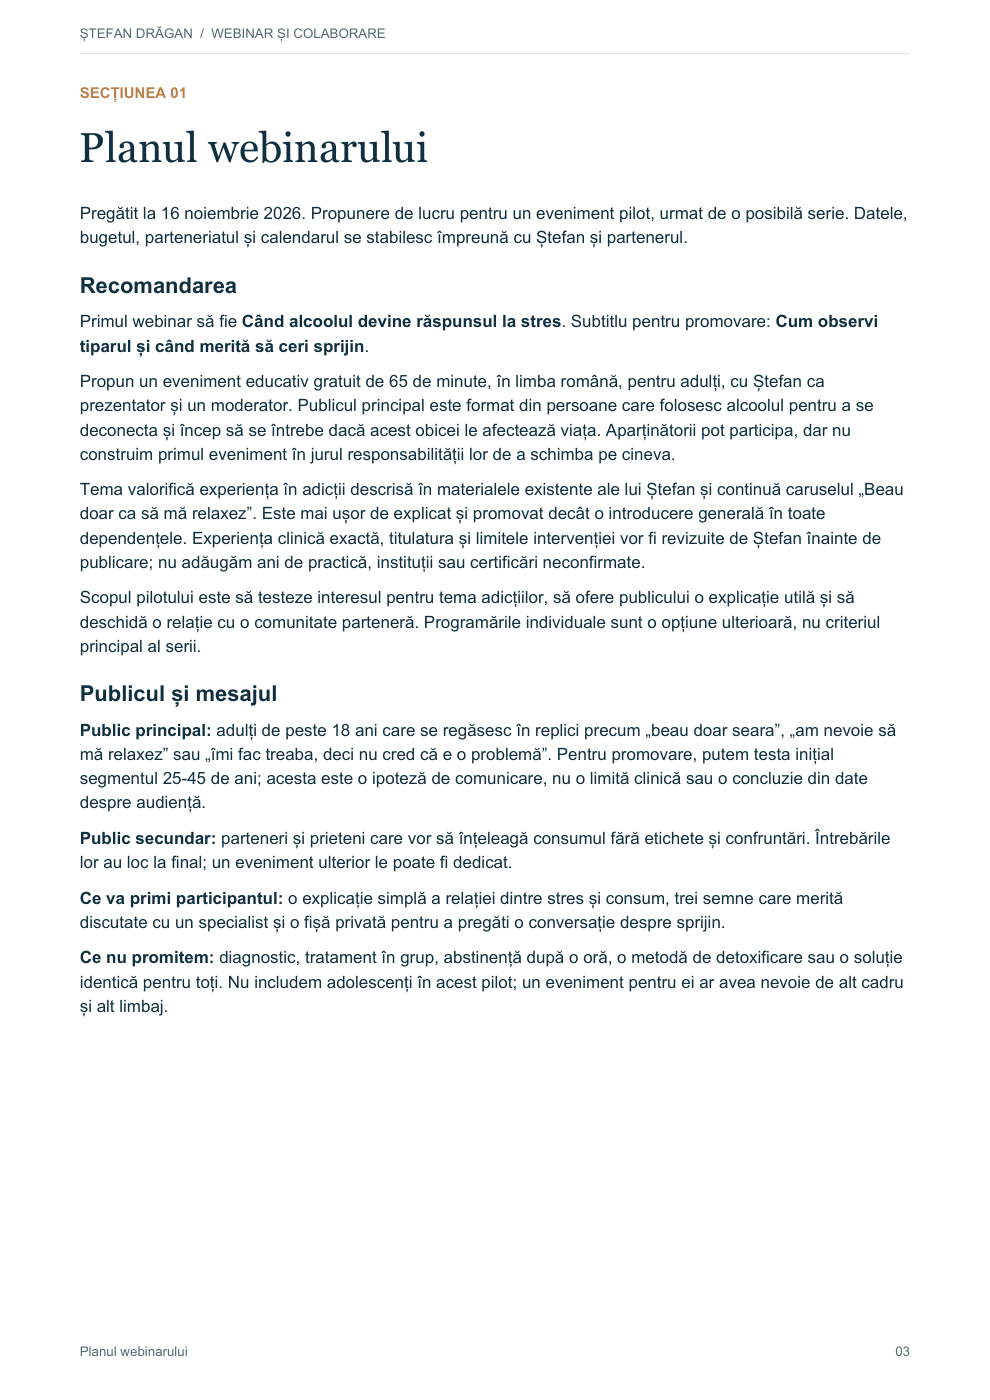 ȘTEFAN DRĂGAN / WEBINAR ȘI COLABORARE
SECȚIUNEA 01
Planul webinarului
Pregătit la 16 noiembrie 2026. Propunere de lucru pentru un eveniment pilot, urmat de o posibilă serie. Datele,
bugetul, parteneriatul și calendarul se stabilesc împreună cu Ștefan și partenerul.
Recomandarea
Primul webinar să fie Când alcoolul devine răspunsul la stres. Subtitlu pentru promovare: Cum observi
tiparul și când merită să ceri sprijin.
Propun un eveniment educativ gratuit de 65 de minute, în limba română, pentru adulți, cu Ștefan ca
prezentator și un moderator. Publicul principal este format din persoane care folosesc alcoolul pentru a se
deconecta și încep să se întrebe dacă acest obicei le afectează viața. Aparținătorii pot participa, dar nu
construim primul eveniment în jurul responsabilității lor de a schimba pe cineva.
Tema valorifică experiența în adicții descrisă în materialele existente ale lui Ștefan și continuă caruselul „Beau
doar ca să mă relaxez”. Este mai ușor de explicat și promovat decât o introducere generală în toate
dependențele. Experiența clinică exactă, titulatura și limitele intervenției vor fi revizuite de Ștefan înainte de
publicare; nu adăugăm ani de practică, instituții sau certificări neconfirmate.
Scopul pilotului este să testeze interesul pentru tema adicțiilor, să ofere publicului o explicație utilă și să
deschidă o relație cu o comunitate parteneră. Programările individuale sunt o opțiune ulterioară, nu criteriul
principal al serii.
Publicul și mesajul
Public principal: adulți de peste 18 ani care se regăsesc în replici precum „beau doar seara”, „am nevoie să
mă relaxez” sau „îmi fac treaba, deci nu cred că e o problemă”. Pentru promovare, putem testa inițial
segmentul 25-45 de ani; acesta este o ipoteză de comunicare, nu o limită clinică sau o concluzie din date
despre audiență.
Public secundar: parteneri și prieteni care vor să înțeleagă consumul fără etichete și confruntări. Întrebările
lor au loc la final; un eveniment ulterior le poate fi dedicat.
Ce va primi participantul: o explicație simplă a relației dintre stres și consum, trei semne care merită
discutate cu un specialist și o fișă privată pentru a pregăti o conversație despre sprijin.
Ce nu promitem: diagnostic, tratament în grup, abstinență după o oră, o metodă de detoxificare sau o soluție
identică pentru toți. Nu includem adolescenți în acest pilot; un eveniment pentru ei ar avea nevoie de alt cadru
și alt limbaj.
Planul webinarului
03